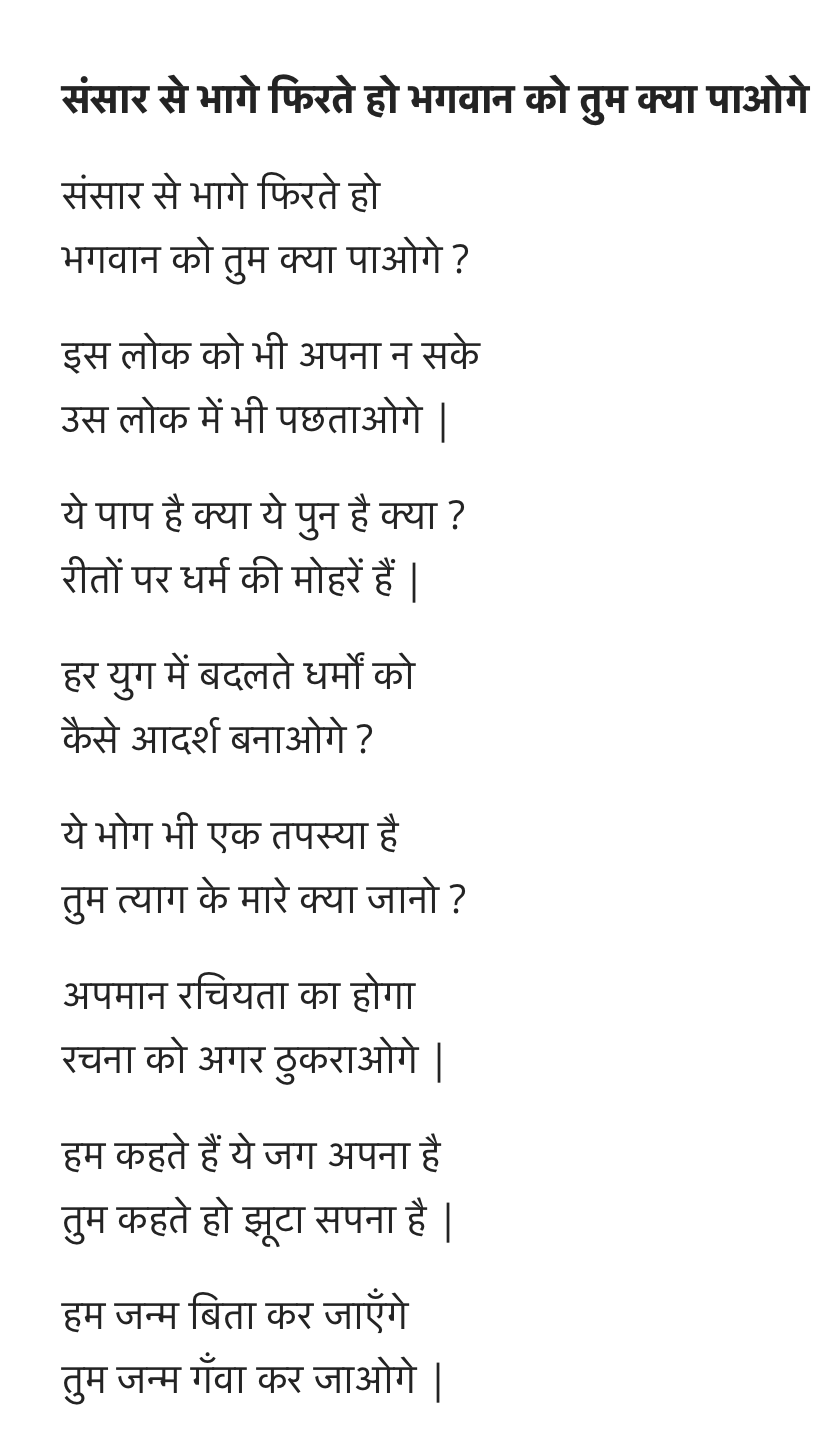 संसार से भागे फिरते हो भगवान को तुम क्या पाओगे
संसार से भागे फिरते हो
भगवान को तुम क्या पाओगे ?
इस लोक को भी अपना न सके
उस लोक में भी पछताओगे |
ये पाप है क्या ये पुन है क्या ?
रीतों पर धर्म की मोहरें हैं |
हर युग में बदलते धर्मों को
कैसे आदर्श बनाओगे ?
ये भोग भी एक तपस्या है
तुम त्याग के मारे क्या जानो ?
अपमान रचियता का होगा
रचना को अगर ठुकराओगे |
हम कहते हैं ये जग अपना है
तुम कहते हो झूटा सपना है |
हम जन्म बिता कर जाएँगे
तुम जन्म गँवा कर जाओगे |